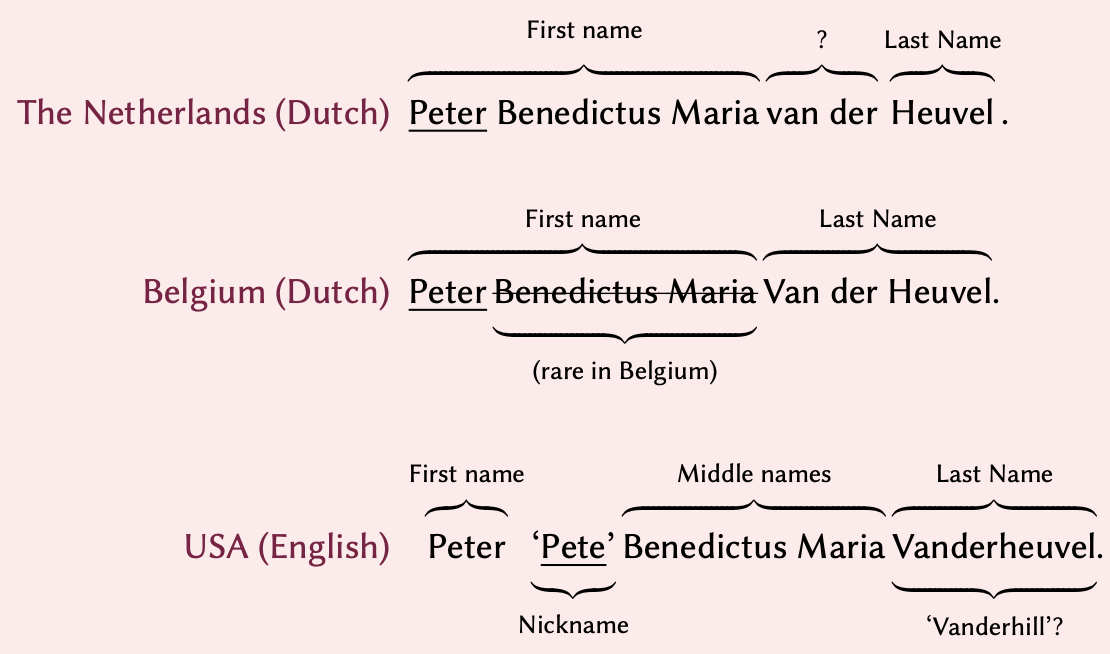 First name ? Last Name
The Netherlands (Dutch) Peter Benedictus Maria van der Heuvel .
First name Last Name
Belgium (Dutch) Peter Benedictus Maria Van der Heuvel.
(rare in Belgium)
First name Middle names Last Name
USA (English) Peter ‘Pete’ Benedictus Maria Vanderheuvel.
Nickname ‘Vanderhill’?